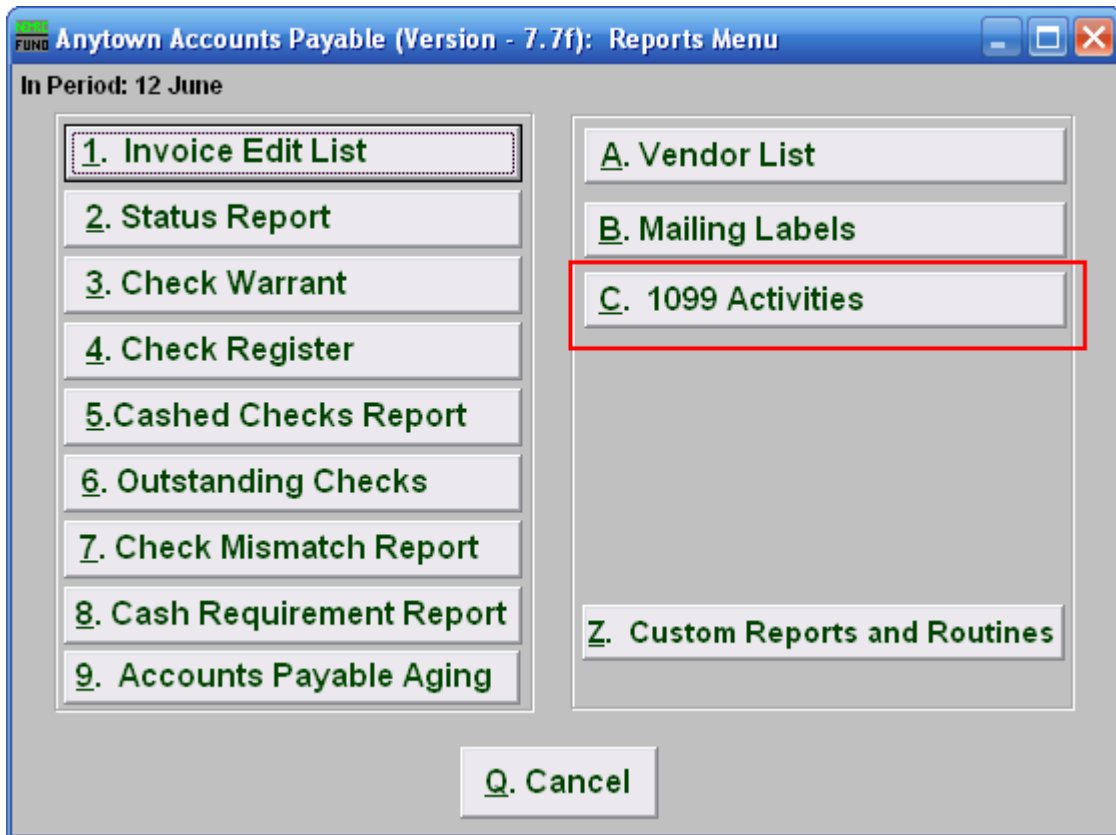 FUND Anytown Accounts Payable (Version - 7.7f): Reports Menu
In Period: 12 June
1. Invoice Edit List
2. Status Report
3. Check Warrant
4. Check Register
5.Cashed Checks Report
6. Outstanding Checks
7. Check Mismatch Report
8. Cash Requirement Report
9. Accounts Payable Aging
A. Vendor List
B. Mailing Labels
C. 1099 Activities
Z. Custom Reports and Routines
Q. Cancel